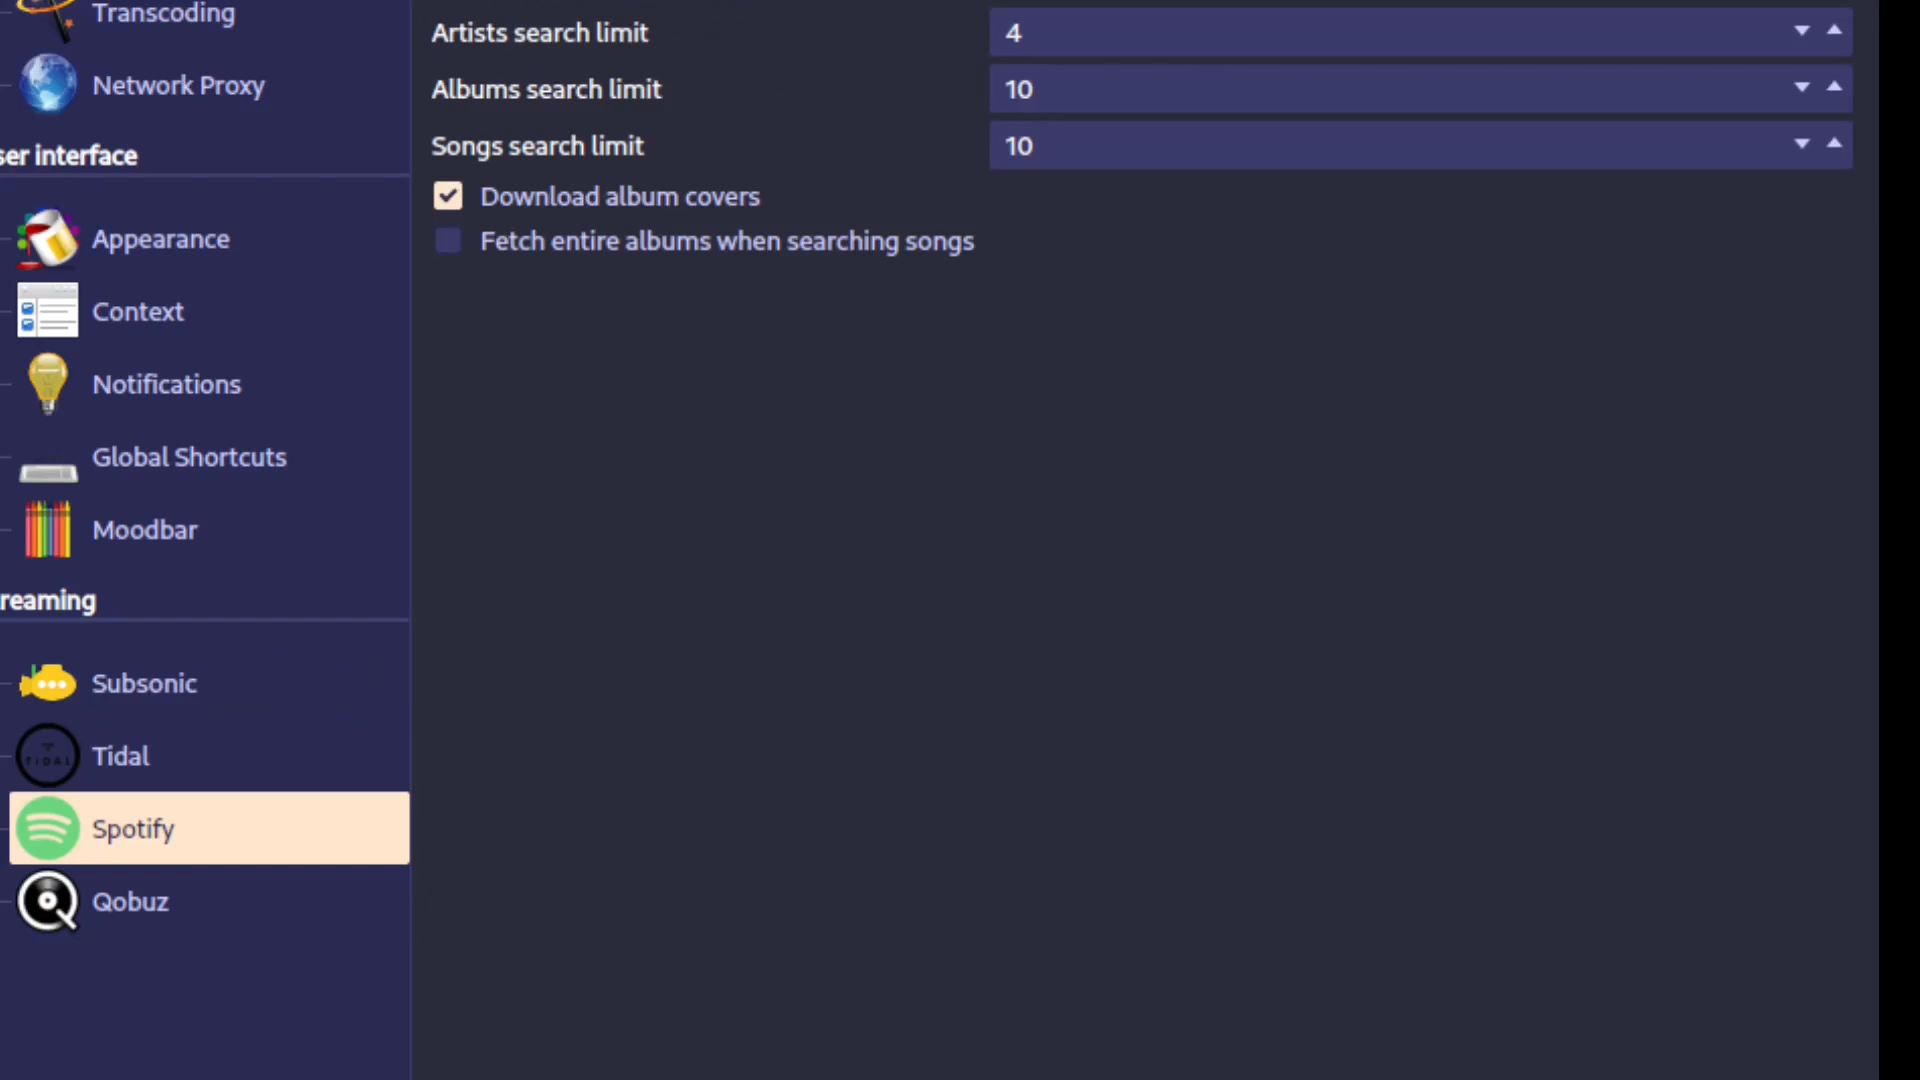 Transcoding
Network Proxy
ser interface
Appearance
Context
Notifications
Global Shortcuts
Moodbar
reaming
Subsonic
TIDAL
Tidal
Spotify
Qobuz
Artists search limit
4
Albums search limit
10
Songs search limit
10
Download album covers
Fetch entire albums when searching songs